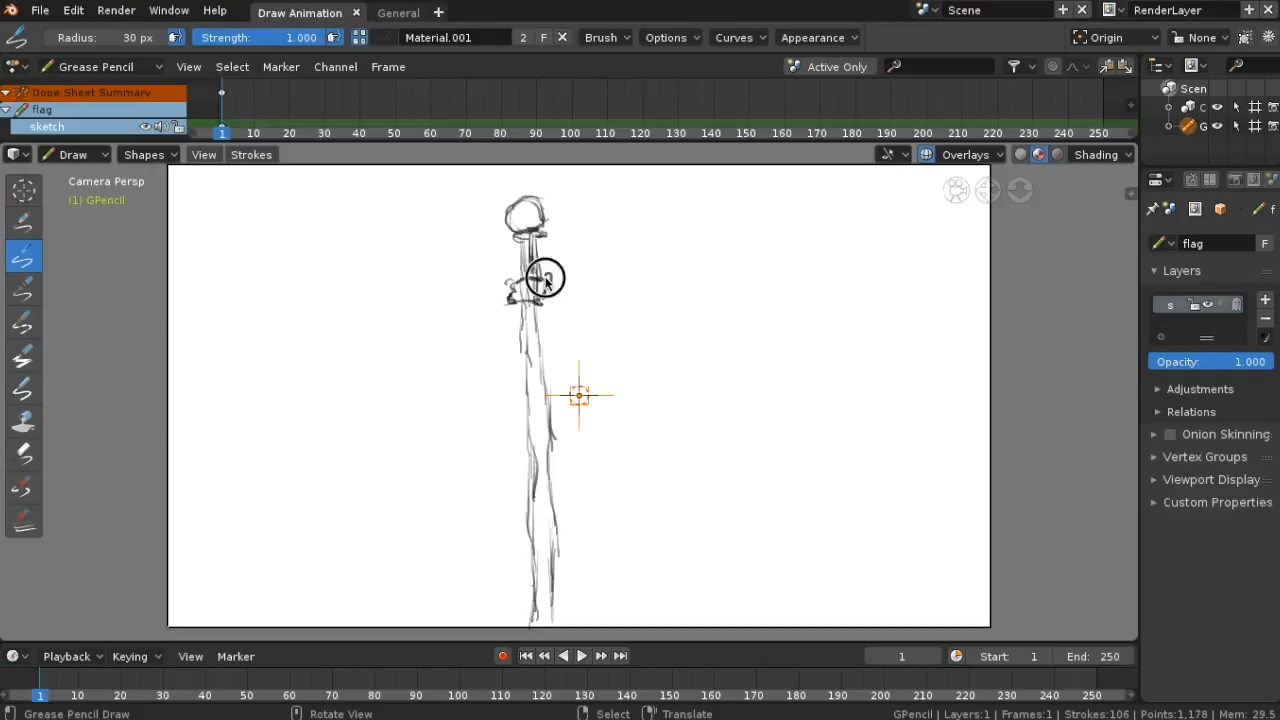 File Edit Render Window Help Draw Animation General Scene RenderLayer
Radius: 30 px Strength: 1.000 Material.001 2 F Brush Options Curves Appearance Origin None
Grease Pencil View Select Marker Channel Frame Active Only
Dope Sheet Summary Scen
flag C
sketch G
1 10 20 30 40 50 60 70 80 90 100 110 120 130 140 150 160 170 180 190 200 210 220 230 240 250
Draw Shapes View Strokes Overlays Shading
Camera Persp
(1) GPencil
f
flag F
Layers
s
Opacity: 1.000
Adjustments
Relations
Onion Skinning
Vertex Groups
Viewport Display
Custom Properties
Playback Keying View Marker 1 Start: 1 End: 250
1 10 20 30 40 50 60 70 80 90 100 110 120 130 140 150 160 170 180 190 200 210 220 230 240 250
Grease Pencil Draw Rotate View Select Translate GPencil | Layers:1 | Frames:1 | Strokes:106 | Points:1,178 | Mem: 29.5